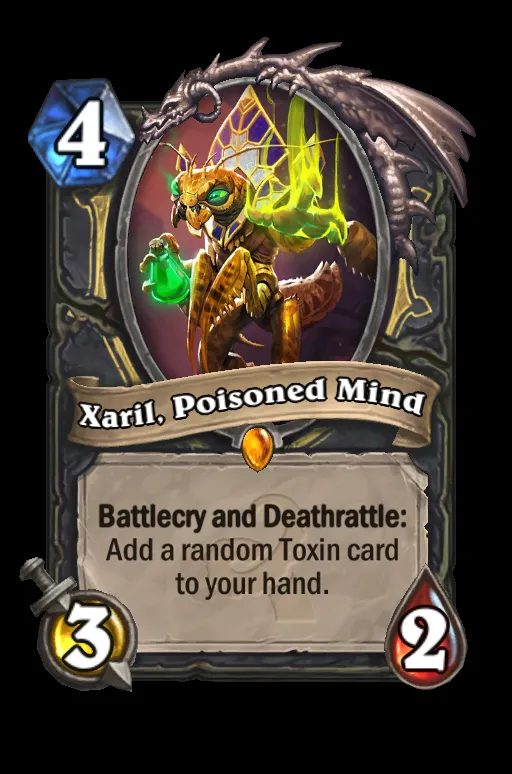 4
Xaril, Poisoned Mind
Battlecry and Deathrattle:
Add a random Toxin card
to your hand.
3
2